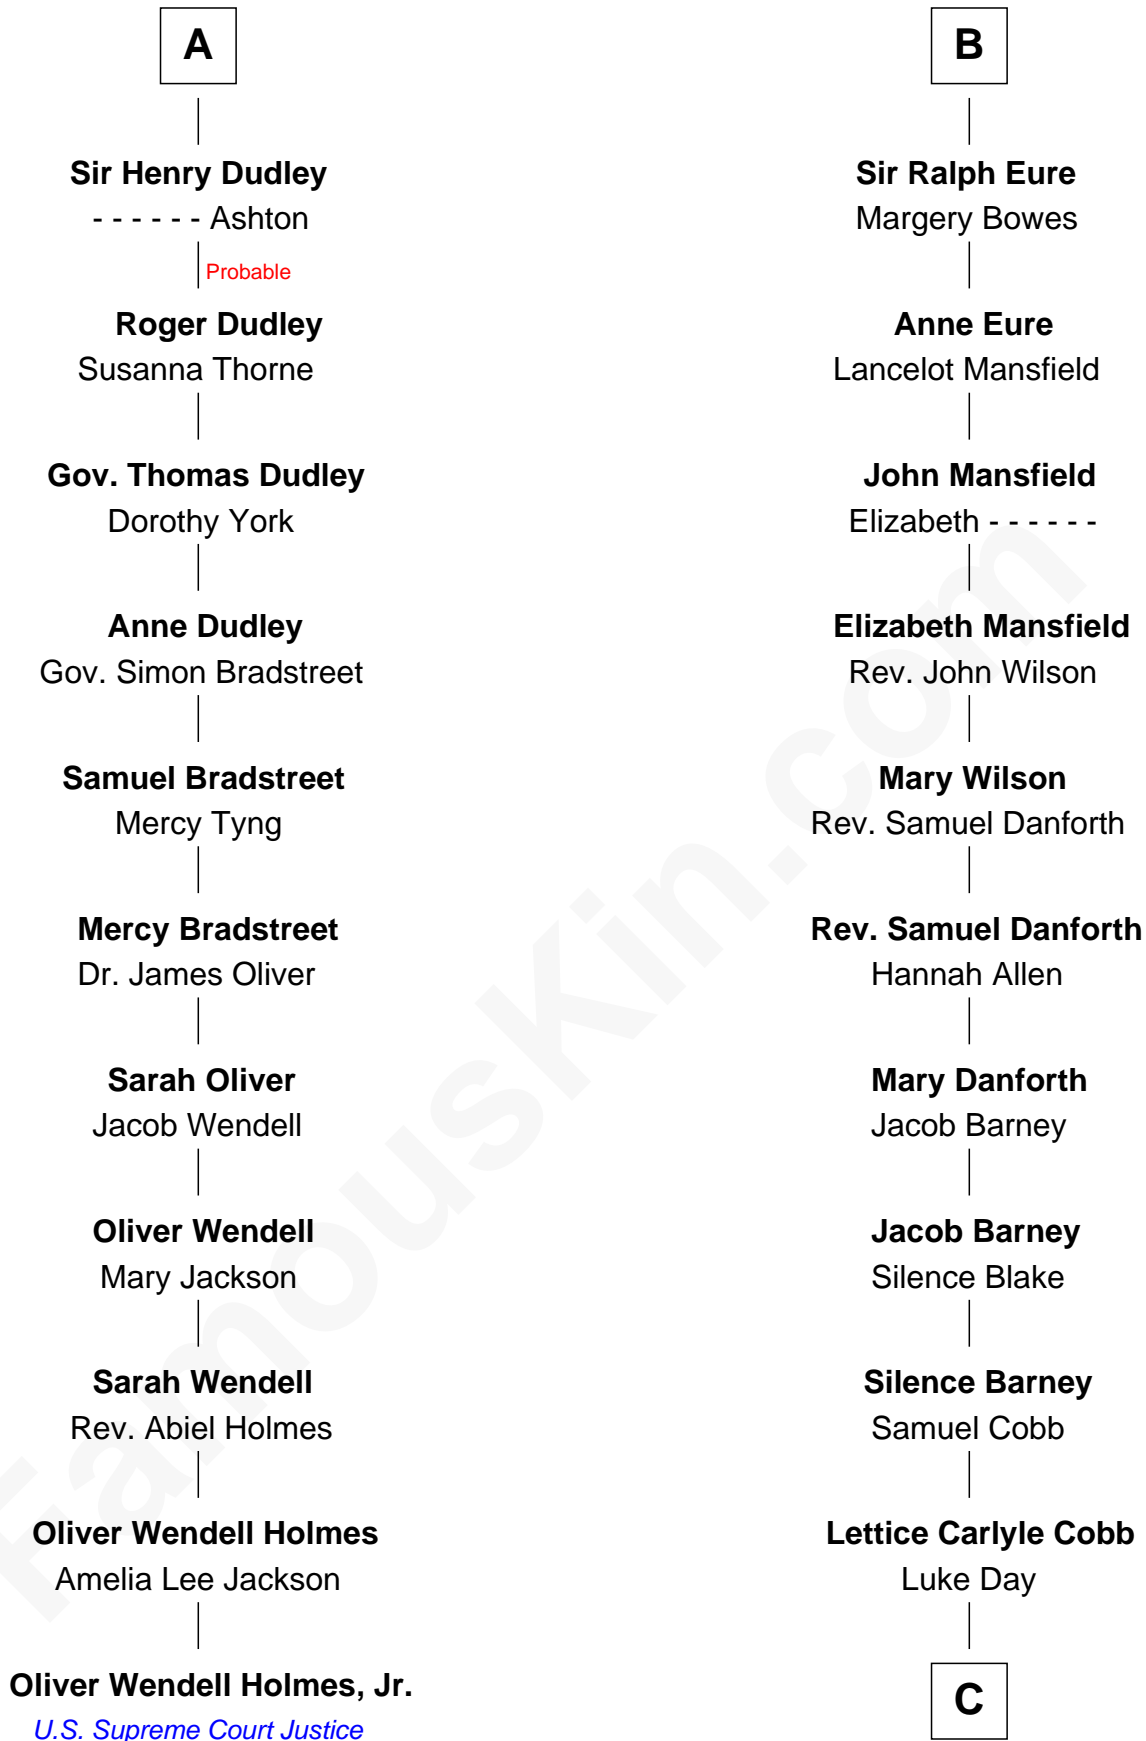 A
Sir Henry Dudley
- - - - - - Ashton
Probable
Roger Dudley
Susanna Thorne
Gov. Thomas Dudley
Dorothy York
Anne Dudley
Gov. Simon Bradstreet
Samuel Bradstreet
Mercy Tyng
Mercy Bradstreet
Dr. James Oliver
Sarah Oliver
Jacob Wendell
Oliver Wendell
Mary Jackson
Sarah Wendell
Rev. Abiel Holmes
Oliver Wendell Holmes
Amelia Lee Jackson
Oliver Wendell Holmes, Jr.
U.S. Supreme Court Justice
B
Sir Ralph Eure
Margery Bowes
Anne Eure
Lancelot Mansfield
John Mansfield
Elizabeth - - - - - -
Elizabeth Mansfield
Rev. John Wilson
Mary Wilson
Rev. Samuel Danforth
Rev. Samuel Danforth
Hannah Allen
Mary Danforth
Jacob Barney
Jacob Barney
Silence Blake
Silence Barney
Samuel Cobb
Lettice Carlyle Cobb
Luke Day
C
FamousKin.com